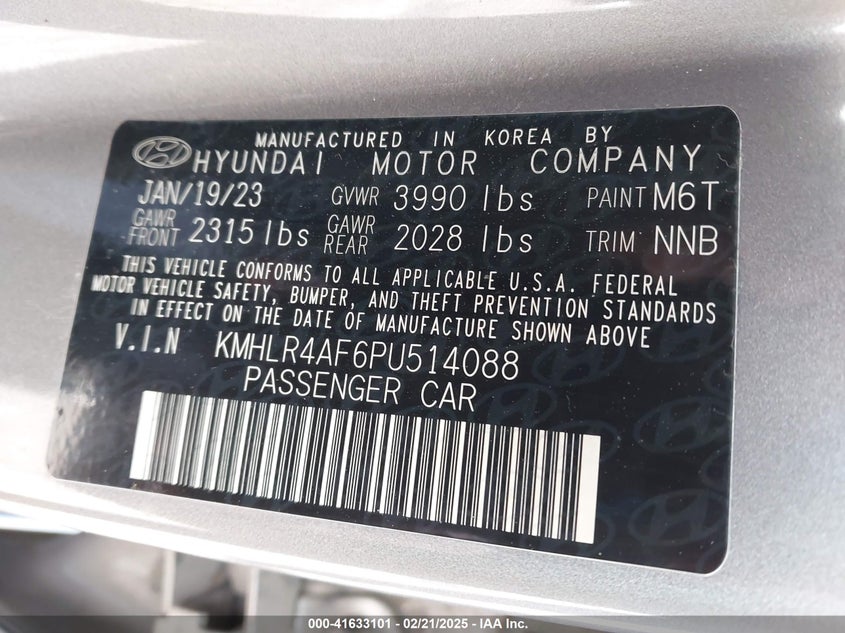 MANUFACTURED IN KOREA BY
HYUNDAI MOTOR COMPANY
JAN/19/23 GVWR 3990 lbs PAINT M6T
GAWR FRONT 2315 lbs GAWR REAR 2028 lbs TRIM NNB
THIS VEHICLE CONFORMS TO ALL APPLICABLE U.S.A. FEDERAL
MOTOR VEHICLE SAFETY, BUMPER, AND THEFT PREVENTION STANDARDS
IN EFFECT ON THE DATE OF MANUFACTURE SHOWN ABOVE
V.I.N KMHLR4AF6PU514088
PASSENGER CAR
000-41633101 - 02/21/2025 - IAA Inc.